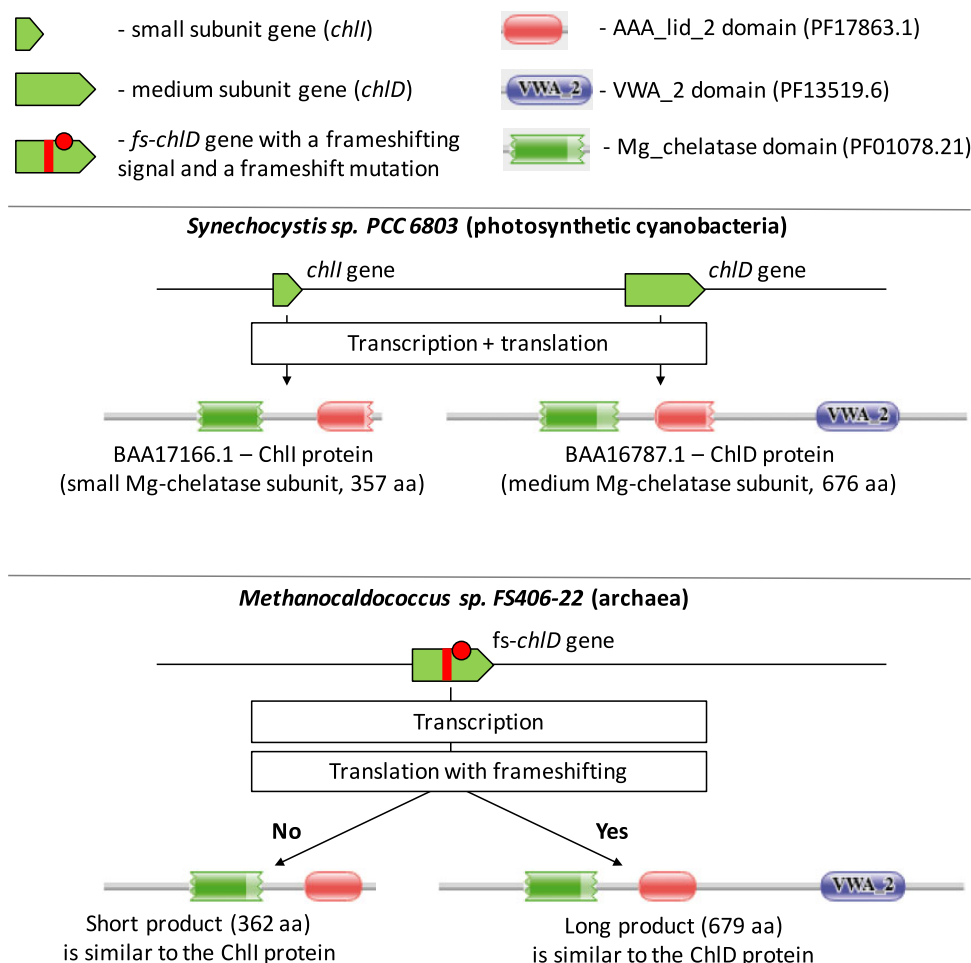 - small subunit gene (chlI)
- AAA_lid_2 domain (PF17863.1)
- medium subunit gene (chlD)
VWA_2
- VWA_2 domain (PF13519.6)
- fs-chlD gene with a frameshifting
signal and a frameshift mutation
- Mg_chelatase domain (PF01078.21)
Synechocystis sp. PCC 6803 (photosynthetic cyanobacteria)
chlI gene
chlD gene
Transcription + translation
VWA_2
BAA17166.1 – ChlI protein
(small Mg-chelatase subunit, 357 aa)
BAA16787.1 – ChlD protein
(medium Mg-chelatase subunit, 676 aa)
Methanocaldococcus sp. FS406-22 (archaea)
fs-chlD gene
Transcription
Translation with frameshifting
No
Yes
VWA_2
Short product (362 aa)
is similar to the ChlI protein
Long product (679 aa)
is similar to the ChlD protein